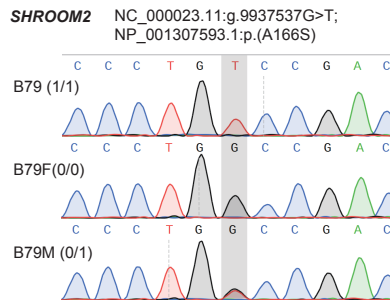 SHROOM2 NC_000023.11:g.9937537G>T;
NP_001307593.1:p.(A166S)
C C C T G T C C G A C
B79 (1/1)
C C C T G G C C G A C
B79F(0/0)
C C C T G G C C G A C
B79M (0/1)